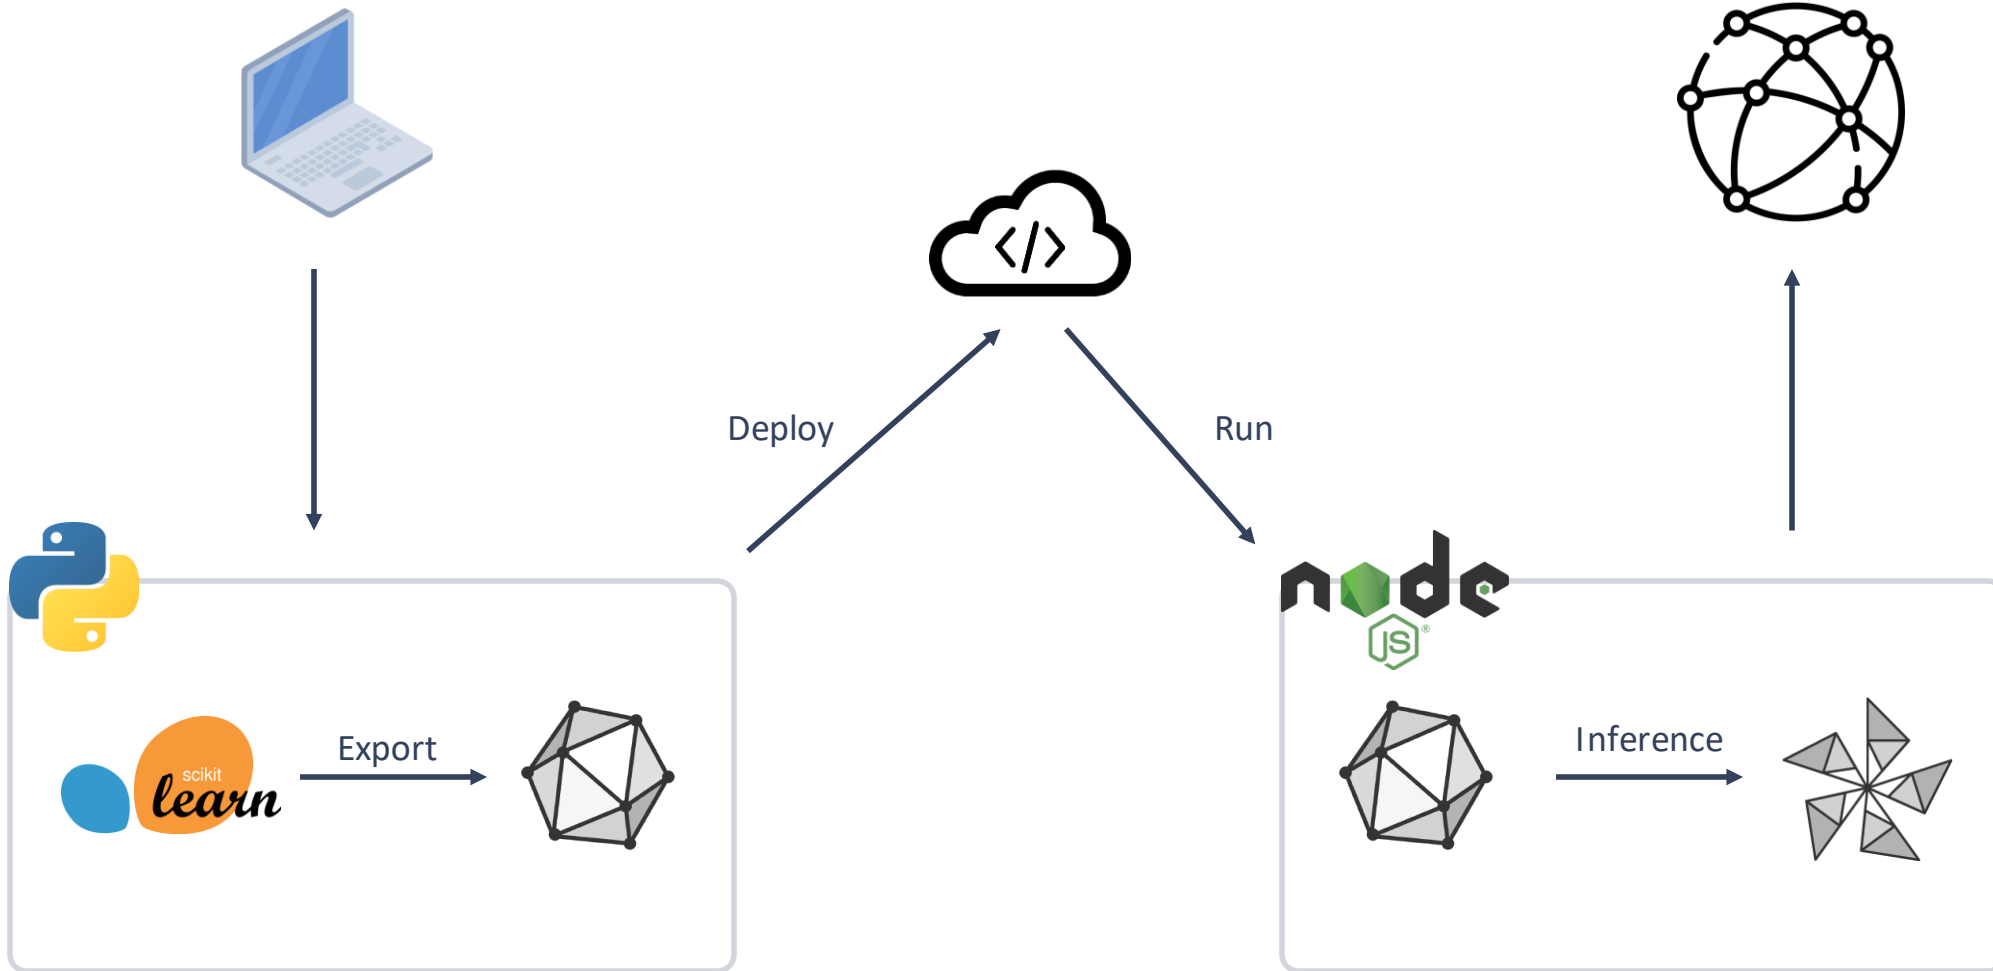 </>
Deploy
Run
node
JS®
scikit
learn
Export
Inference